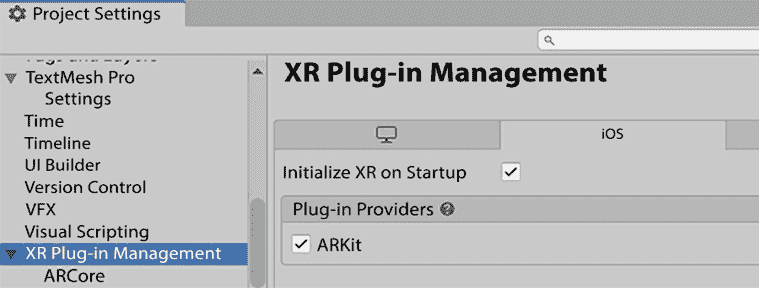 Project Settings
XR Plug-in Management
TextMesh Pro
Settings
Time
Timeline
UI Builder
Version Control
VFX
Visual Scripting
XR Plug-in Management
ARCore
iOS
Initialize XR on Startup
Plug-in Providers
ARKit